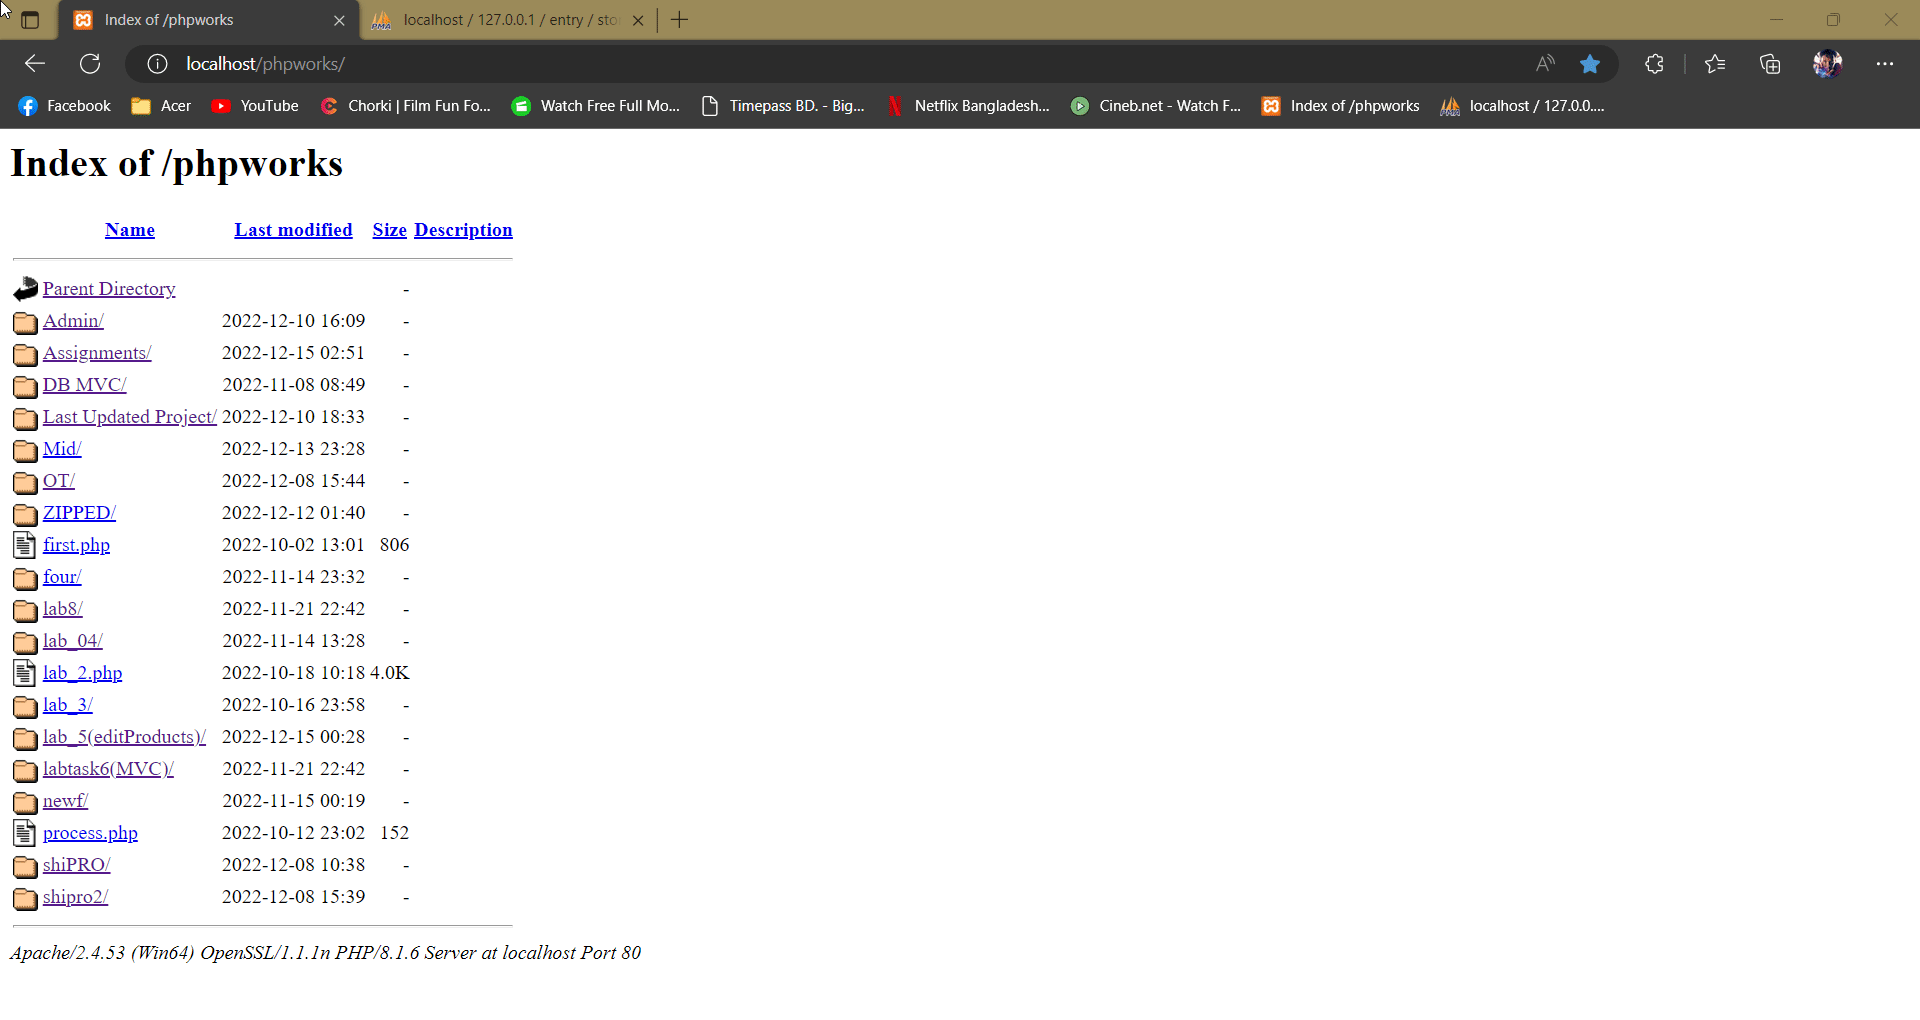 Index of /phpworks
localhost / 127.0.0.1 / entry / sto
localhost/phpworks/
Facebook Acer YouTube Chorki | Film Fun Fo... Watch Free Full Mo... Timepass BD. - Big... Netflix Bangladesh... Cineb.net - Watch F... Index of /phpworks localhost / 127.0.0....
Index of /phpworks
Name Last modified Size Description
Parent Directory -
Admin/ 2022-12-10 16:09 -
Assignments/ 2022-12-15 02:51 -
DB MVC/ 2022-11-08 08:49 -
Last Updated Project/ 2022-12-10 18:33 -
Mid/ 2022-12-13 23:28 -
OT/ 2022-12-08 15:44 -
ZIPPED/ 2022-12-12 01:40 -
first.php 2022-10-02 13:01 806
four/ 2022-11-14 23:32 -
lab8/ 2022-11-21 22:42 -
lab_04/ 2022-11-14 13:28 -
lab_2.php 2022-10-18 10:18 4.0K
lab_3/ 2022-10-16 23:58 -
lab_5(editProducts)/ 2022-12-15 00:28 -
labtask6(MVC)/ 2022-11-21 22:42 -
newf/ 2022-11-15 00:19 -
process.php 2022-10-12 23:02 152
shiPRO/ 2022-12-08 10:38 -
shipro2/ 2022-12-08 15:39 -
Apache/2.4.53 (Win64) OpenSSL/1.1.1n PHP/8.1.6 Server at localhost Port 80